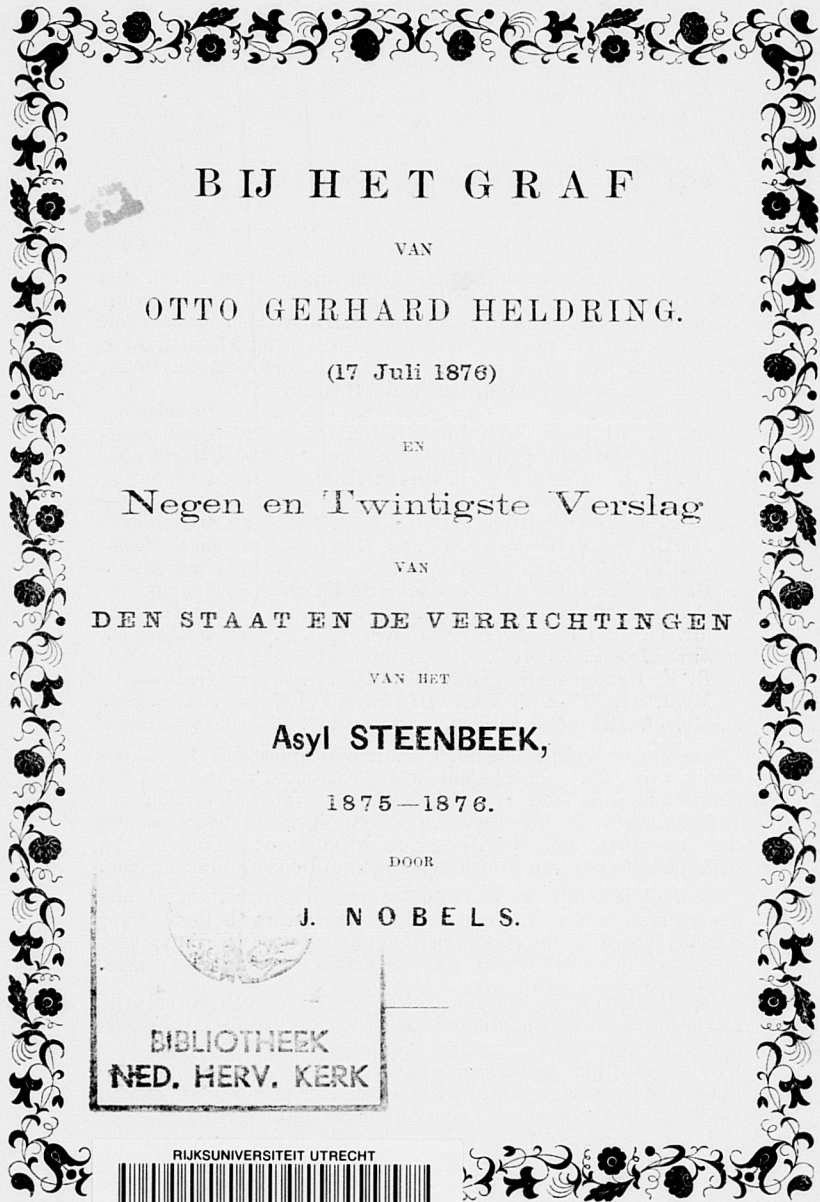 BIJ HET GRAF
VAN
OTTO GERHARD HELDRING.
(17 Juli 1876)
EN
Negen en Twintigste Verslag
VAN
DEN STAAT EN DE VERRICHTINGEN
VAN HET
Asyl STEENBEEK,
1875—1876.
DOOR
J. NOBELS.
BIBLIOTHEEK
NED. HERV. KERK
RIJKSUNIVERSITEIT UTRECHT